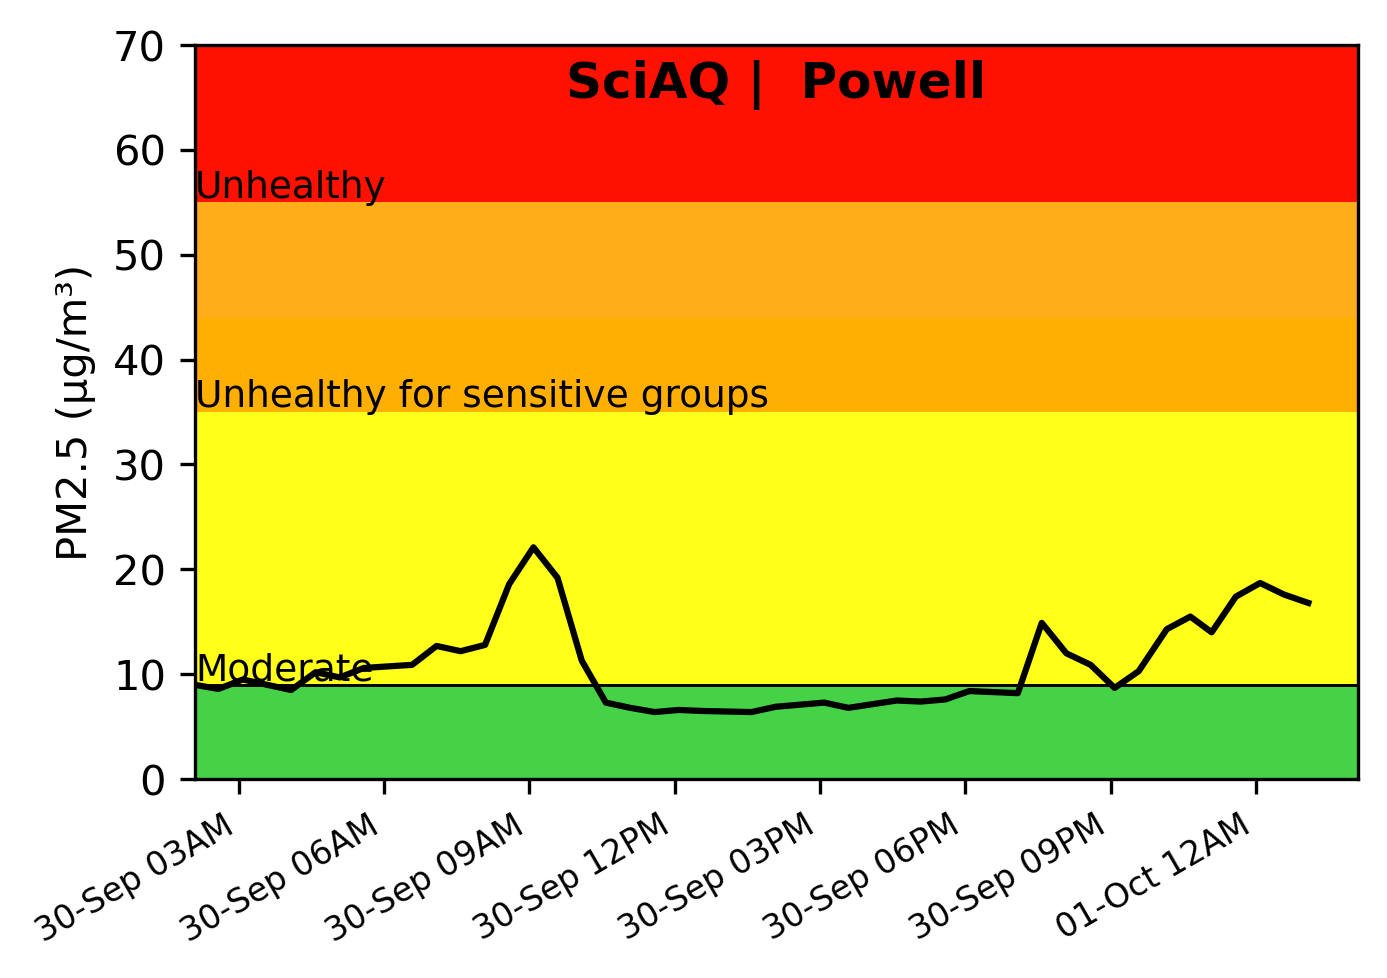 SciAQ | Powell
70
60
50
40
30
20
10
0
PM2.5 (µg/m³)
Unhealthy
Unhealthy for sensitive groups
Moderate
30-Sep 03AM
30-Sep 06AM
30-Sep 09AM
30-Sep 12PM
30-Sep 03PM
30-Sep 06PM
30-Sep 09PM
01-Oct 12AM